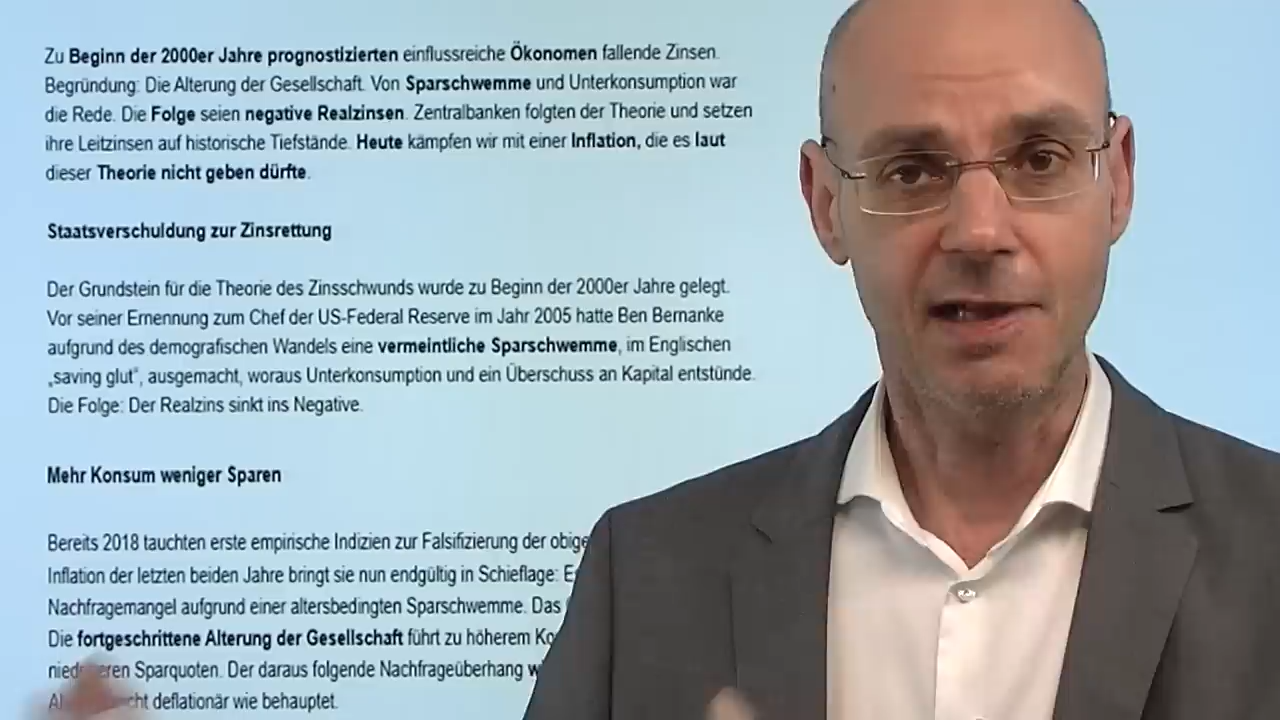 Zu Beginn der 2000er Jahre prognostizierten einflussreiche Ökonomen fallende Zinsen.
Begründung: Die Alterung der Gesellschaft. Von Sparschwemme und Unterkonsumption war
die Rede. Die Folge seien negative Realzinsen. Zentralbanken folgten der Theorie und setzen
ihre Leitzinsen auf historische Tiefstände. Heute kämpfen wir mit einer Inflation, die es laut
dieser Theorie nicht geben dürfte.
Staatsverschuldung zur Zinsrettung
Der Grundstein für die Theorie des Zinsschwunds wurde zu Beginn der 2000er Jahre gelegt.
Vor seiner Ernennung zum Chef der US-Federal Reserve im Jahr 2005 hatte Ben Bernanke
aufgrund des demografischen Wandels eine vermeintliche Sparschwemme, im Englischen
„saving glut“, ausgemacht, woraus Unterkonsumption und ein Überschuss an Kapital entstünde.
Die Folge: Der Realzins sinkt ins Negative.
Mehr Konsum weniger Sparen
Bereits 2018 tauchten erste empirische Indizien zur Falsifizierung der obige
Inflation der letzten beiden Jahre bringt sie nun endgültig in Schieflage:
Nachfragemangel aufgrund einer altersbedingten Sparschwemme. Das
Die fortgeschrittene Alterung der Gesellschaft führt zu höherem
Sparquoten. Der daraus folgende Nachfrageüberhang
deflationär wie behauptet.